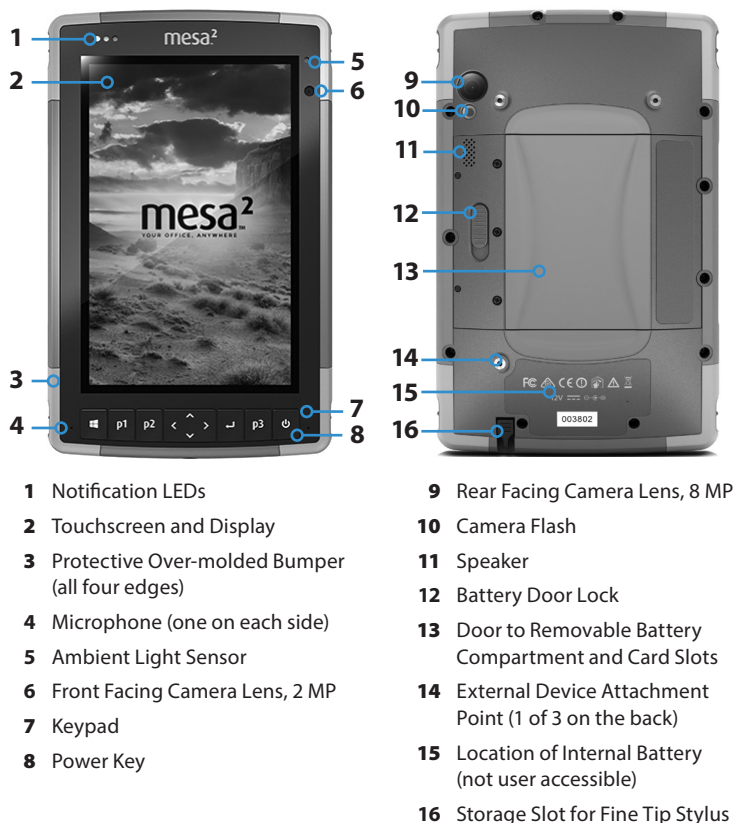 mesa²
1
2
5
6
mesa²™
YOUR OFFICE, ANYWHERE
3
4
7
8
p1 p2 p3
9
10
11
12
13
14
15
16
FC CE
12V
003802
1 Notification LEDs
2 Touchscreen and Display
3 Protective Over-molded Bumper
(all four edges)
4 Microphone (one on each side)
5 Ambient Light Sensor
6 Front Facing Camera Lens, 2 MP
7 Keypad
8 Power Key
9 Rear Facing Camera Lens, 8 MP
10 Camera Flash
11 Speaker
12 Battery Door Lock
13 Door to Removable Battery
Compartment and Card Slots
14 External Device Attachment
Point (1 of 3 on the back)
15 Location of Internal Battery
(not user accessible)
16 Storage Slot for Fine Tip Stylus